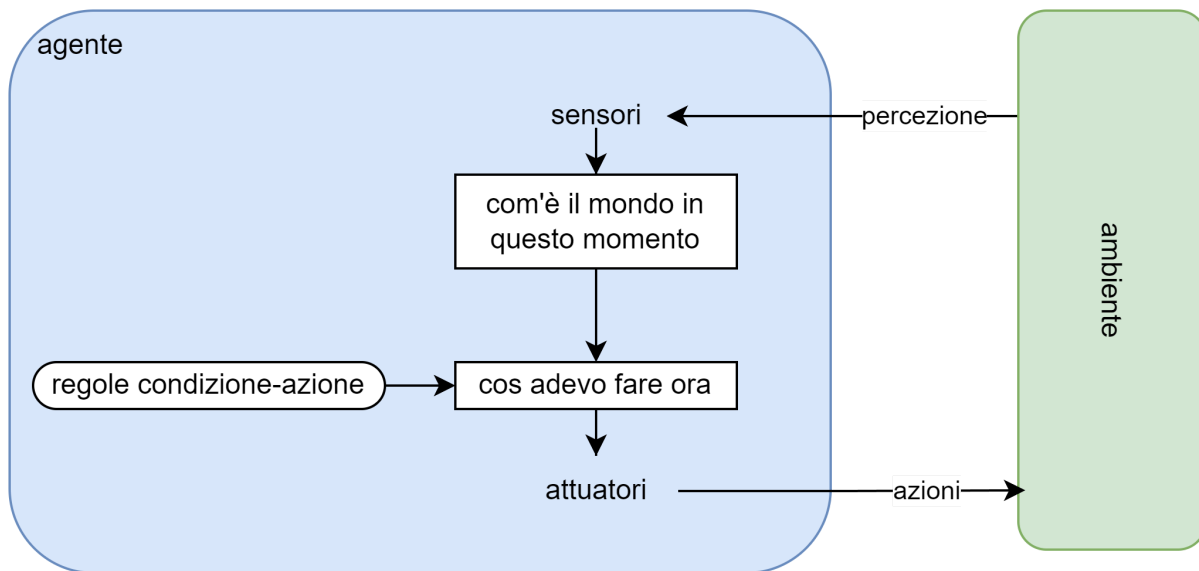 agente
sensori
percezione
com'è il mondo in
questo momento
ambiente
regole condizione-azione
cos adevo fare ora
attuatori
azioni